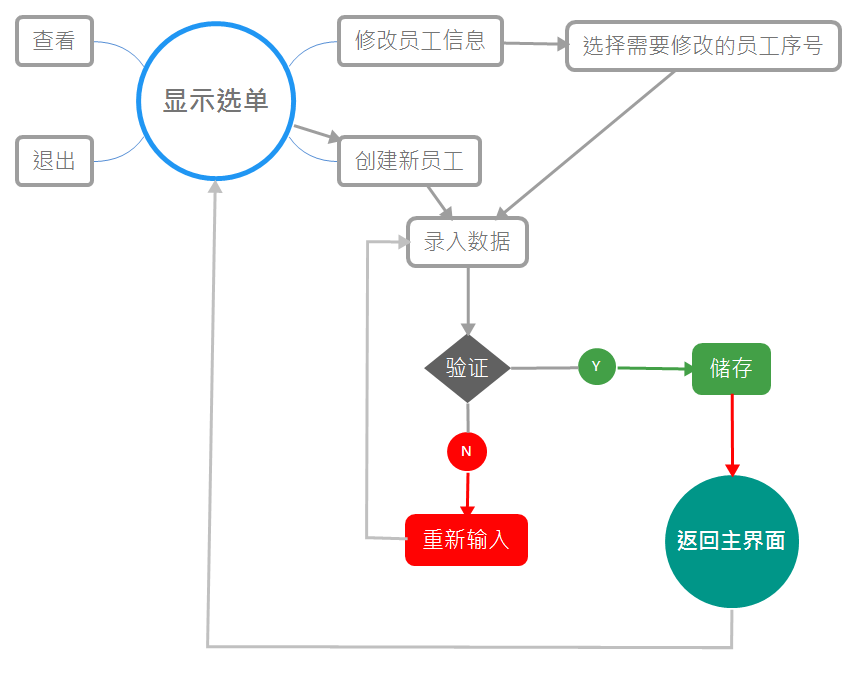 查看
修改员工信息
选择需要修改的员工序号
显示选单
退出
创建新员工
录入数据
验证
Y
储存
N
重新输入
返回主界面